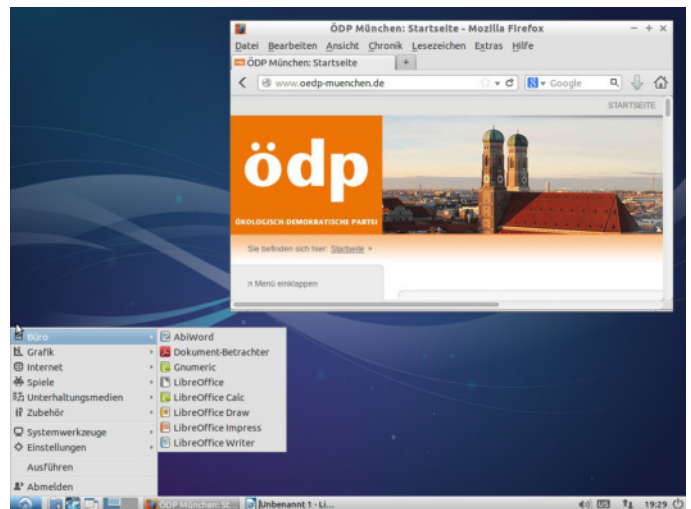 ÖDP München: Startseite - Mozilla Firefox
Datei Bearbeiten Ansicht Chronik Lesezeichen Extras Hilfe
ÖDP München: Startseite
www.oedp-muenchen.de
Google
STARTSEITE
ödp
ÖKOLOGISCH-DEMOKRATISCHE PARTEI
Sie befinden sich hier: Startseite »
Menü einklappen
Büro
Grafik
Internet
Spiele
Unterhaltungsmedien
Zubehör
Systemwerkzeuge
Einstellungen
Ausführen
Abmelden
AbiWord
Dokument-Betrachter
Gnumeric
LibreOffice
LibreOffice Calc
LibreOffice Draw
LibreOffice Impress
LibreOffice Writer
ÖDP München: St...
Unbenannt 1 - Li...
US
19:29